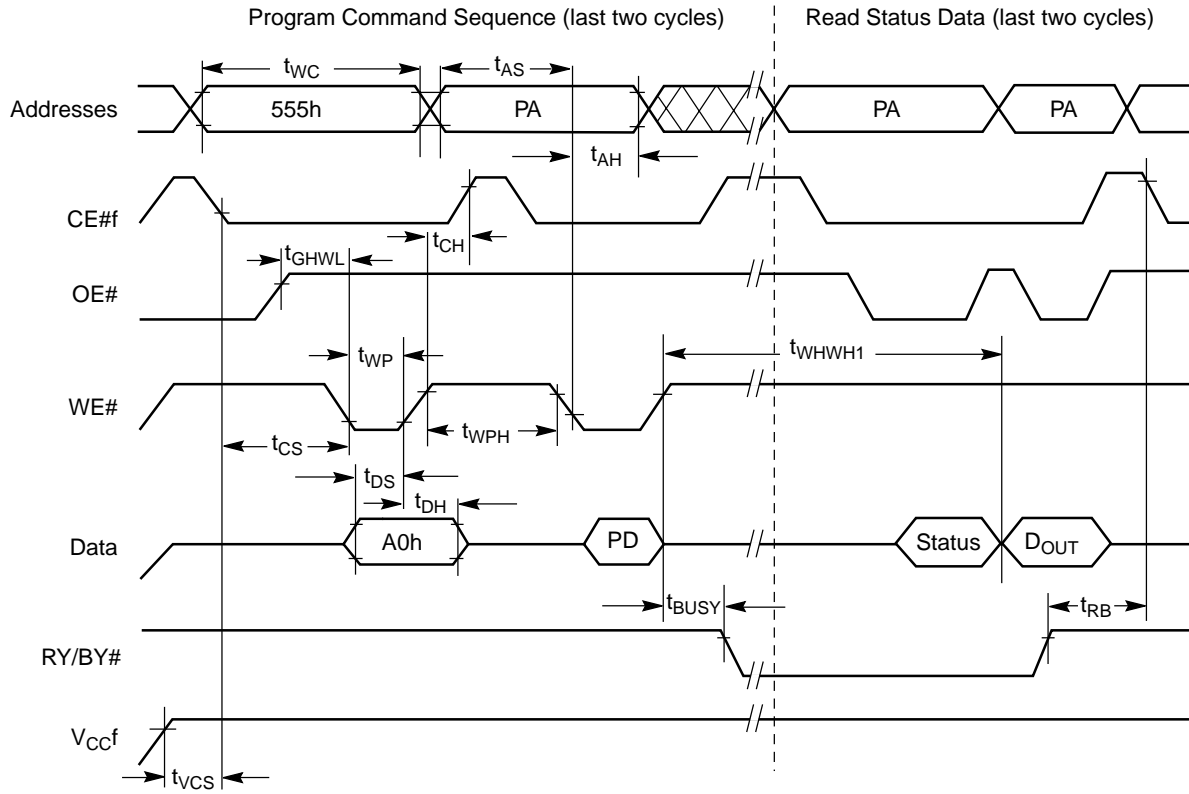 Program Command Sequence (last two cycles)
Read Status Data (last two cycles)
tWC
tAS
Addresses
555h
PA
PA
PA
tAH
CE#f
tCH
tGHWL
OE#
tWP
tWHWH1
WE#
tCS
tWPH
tDS
tDH
Data
A0h
PD
Status
DOUT
tBUSY
tRB
RY/BY#
VCCf
tVCS